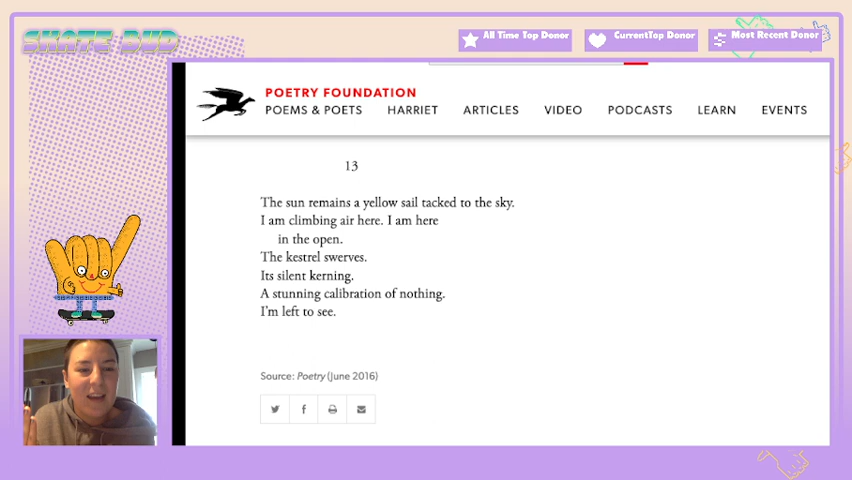 SKATE BUD
All Time Top Donor
CurrentTop Donor
Most Recent Donor
POETRY FOUNDATION
POEMS & POETS HARRIET ARTICLES VIDEO PODCASTS LEARN EVENTS
13
The sun remains a yellow sail tacked to the sky.
I am climbing air here. I am here
in the open.
The kestrel swerves.
Its silent kerning.
A stunning calibration of nothing.
I'm left to see.
Source: Poetry (June 2016)